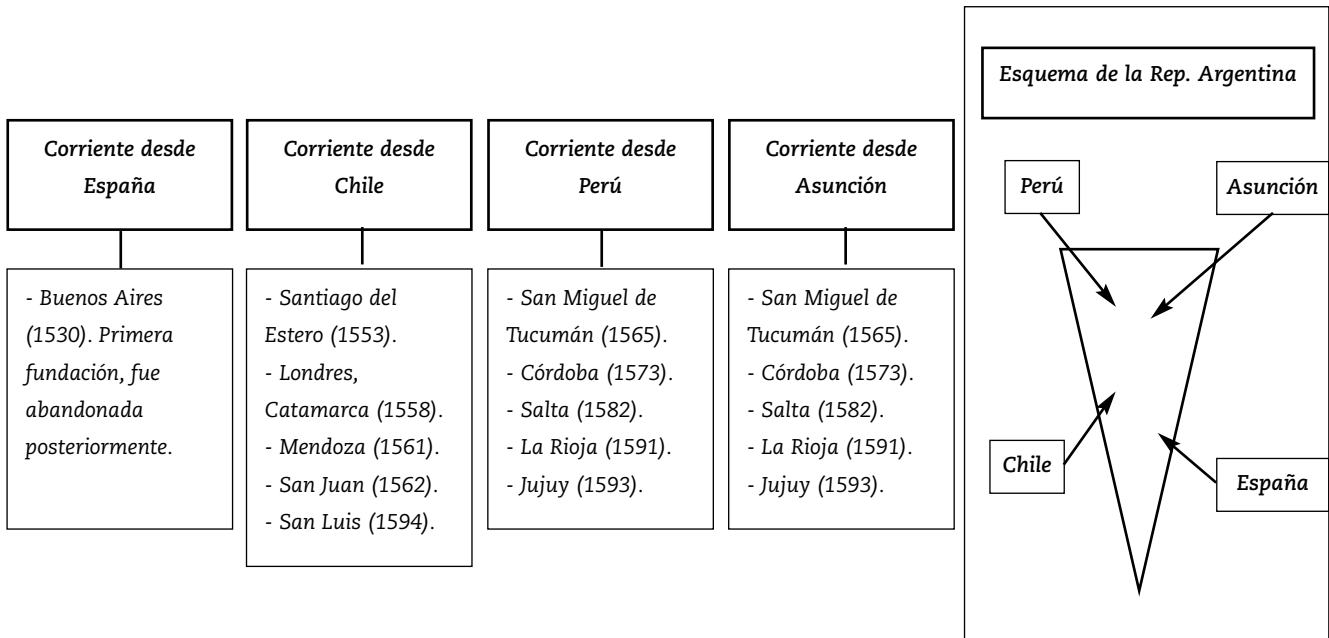 Corriente desde
España
- Buenos Aires
(1530). Primera
fundación, fue
abandonada
posteriormente.
Corriente desde
Chile
- Santiago del
Estero (1553).
- Londres,
Catamarca (1558).
- Mendoza (1561).
- San Juan (1562).
- San Luis (1594).
Corriente desde
Perú
- San Miguel de
Tucumán (1565).
- Córdoba (1573).
- Salta (1582).
- La Rioja (1591).
- Jujuy (1593).
Corriente desde
Asunción
- San Miguel de
Tucumán (1565).
- Córdoba (1573).
- Salta (1582).
- La Rioja (1591).
- Jujuy (1593).
Esquema de la Rep. Argentina
Perú
Asunción
Chile
España